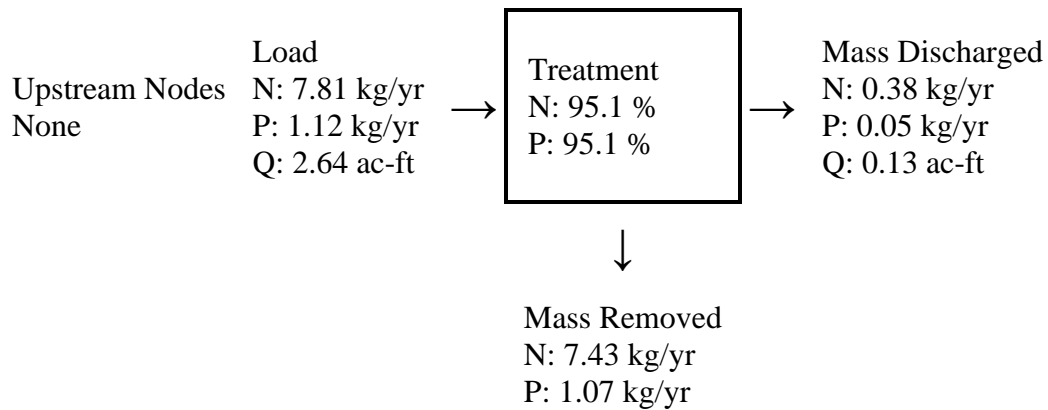 Upstream Nodes
None
Load
N: 7.81 kg/yr
P: 1.12 kg/yr
Q: 2.64 ac-ft
→
Treatment
N: 95.1 %
P: 95.1 %
→
Mass Discharged
N: 0.38 kg/yr
P: 0.05 kg/yr
Q: 0.13 ac-ft
↓
Mass Removed
N: 7.43 kg/yr
P: 1.07 kg/yr